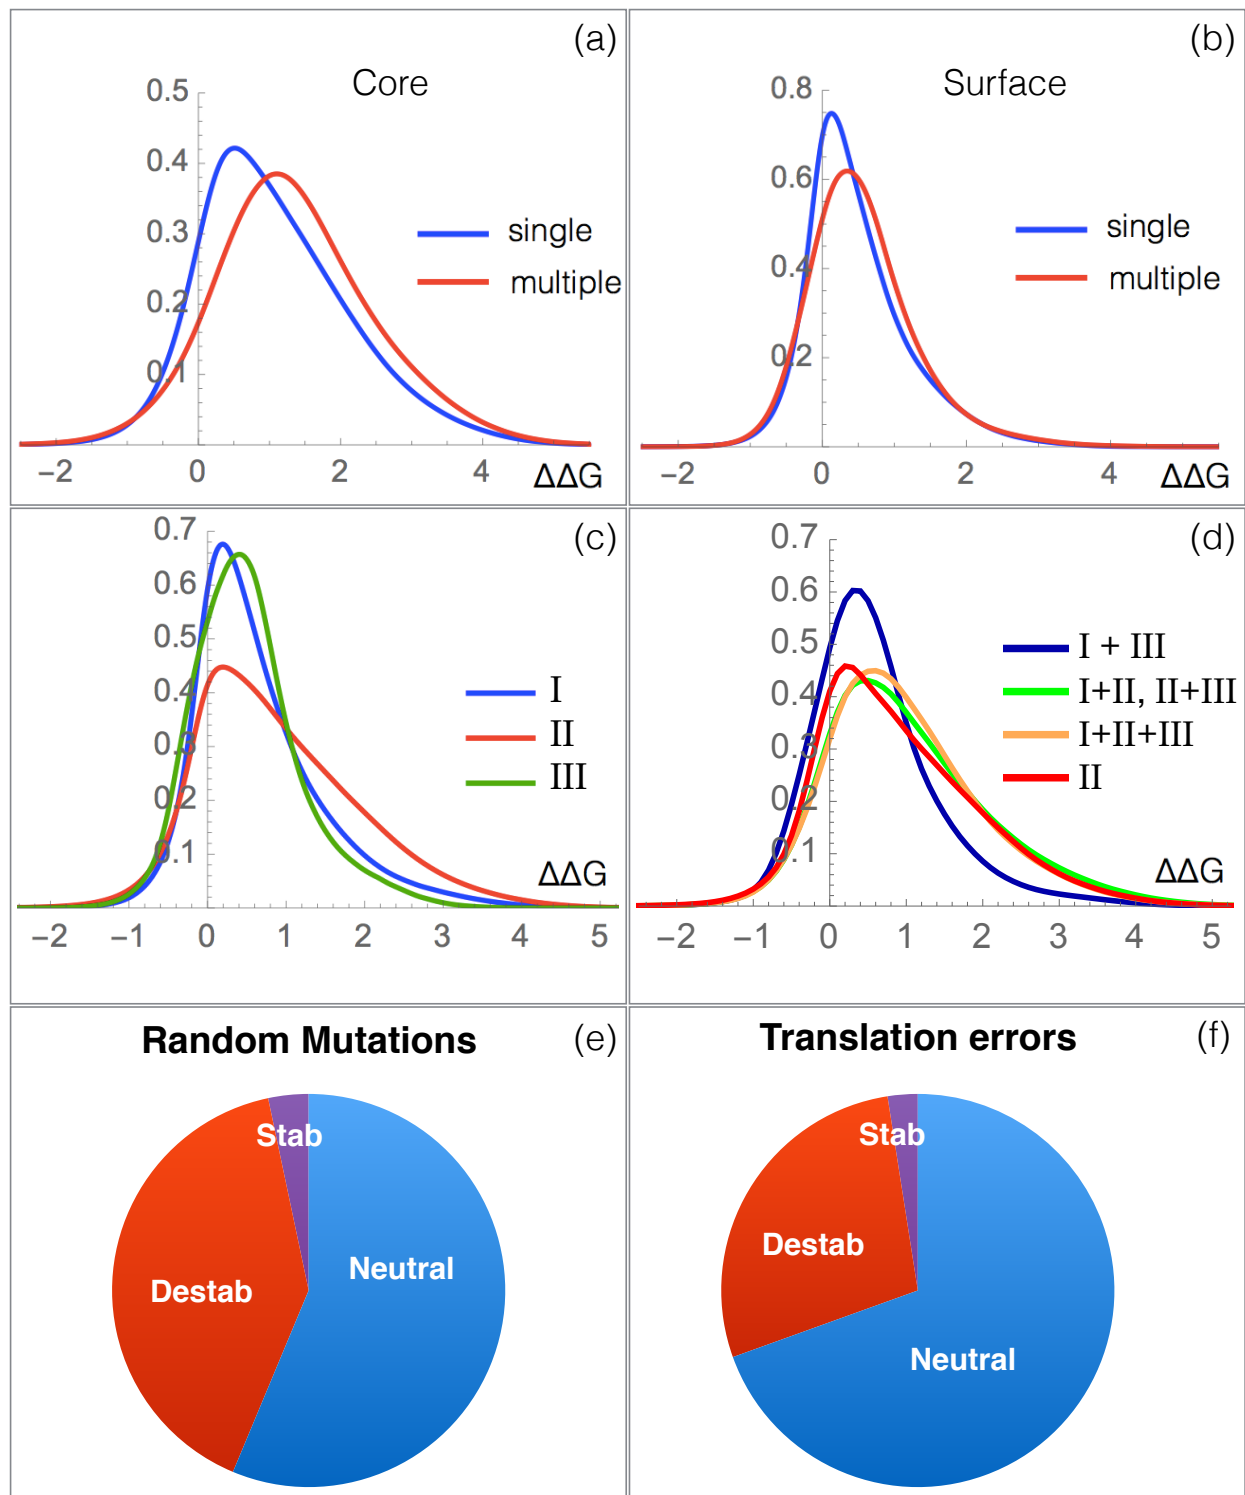 (a)
Core
0.5
0.4
0.3
0.2
0.1
single
multiple
−2 0 2 4 ΔΔG
(b)
Surface
0.8
0.6
0.4
0.2
single
multiple
−2 0 2 4 ΔΔG
(c)
0.7
0.6
0.5
0.4
0.3
0.2
0.1
I
II
III
ΔΔG
−2 −1 0 1 2 3 4 5
(d)
0.7
0.6
0.5
0.4
0.3
0.2
0.1
I + III
I+II, II+III
I+II+III
II
ΔΔG
−2 −1 0 1 2 3 4 5
Random Mutations (e)
Stab
Neutral
Destab
Translation errors (f)
Stab
Destab
Neutral